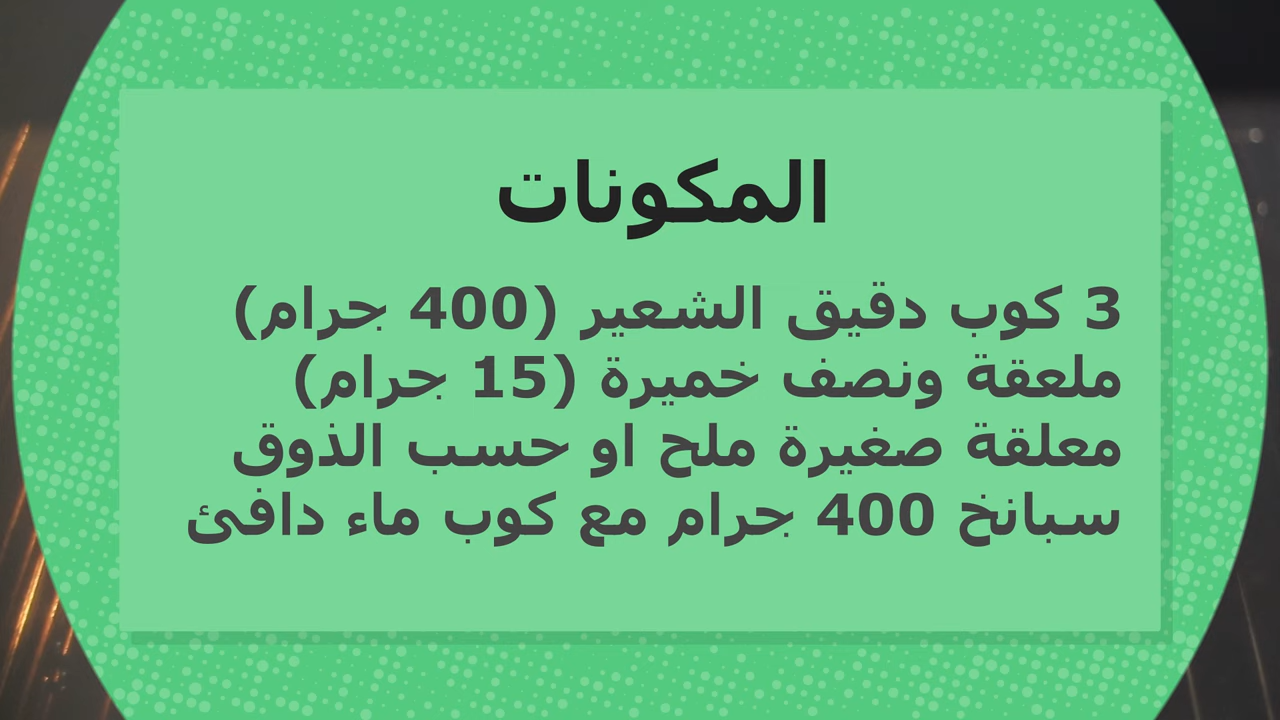 المكونات
3 كوب دقيق الشعير (400 جرام)
ملعقة ونصف خميرة (15 جرام)
معلقة صغيرة ملح او حسب الذوق
سبانخ 400 جرام مع كوب ماء دافئ